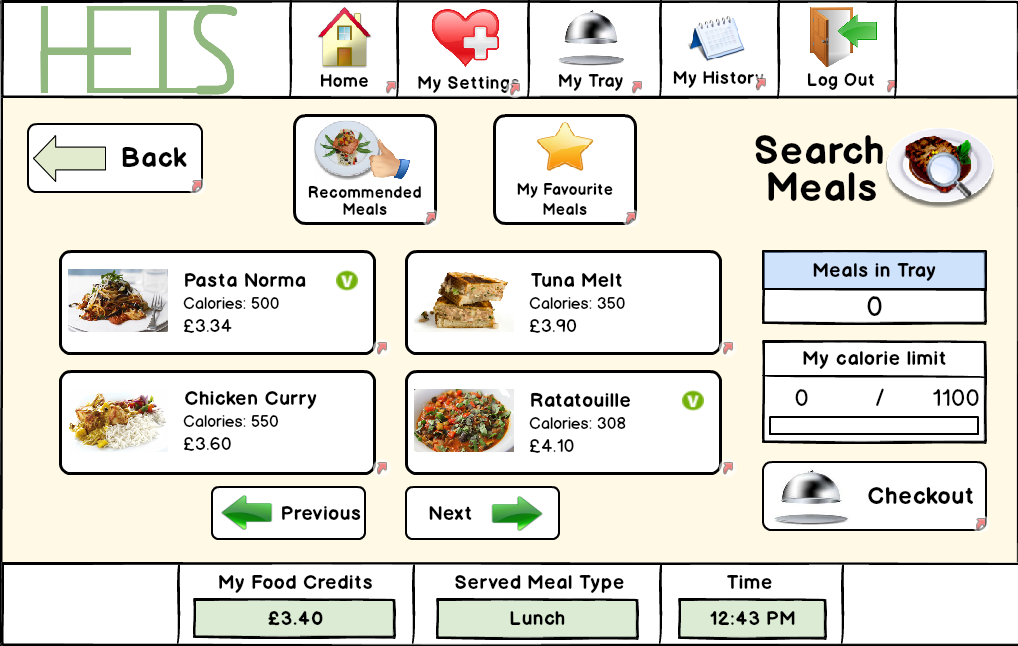 HETS
Home
My Settings
My Tray
My History
Log Out
Back
Recommended
Meals
My Favourite
Meals
Search
Meals
Pasta Norma
V
Calories: 500
£3.34
Tuna Melt
Calories: 350
£3.90
Meals in Tray
0
My calorie limit
0 / 1100
Chicken Curry
Calories: 550
£3.60
Ratatouille
V
Calories: 308
£4.10
Previous
Next
Checkout
My Food Credits
£3.40
Served Meal Type
Lunch
Time
12:43 PM